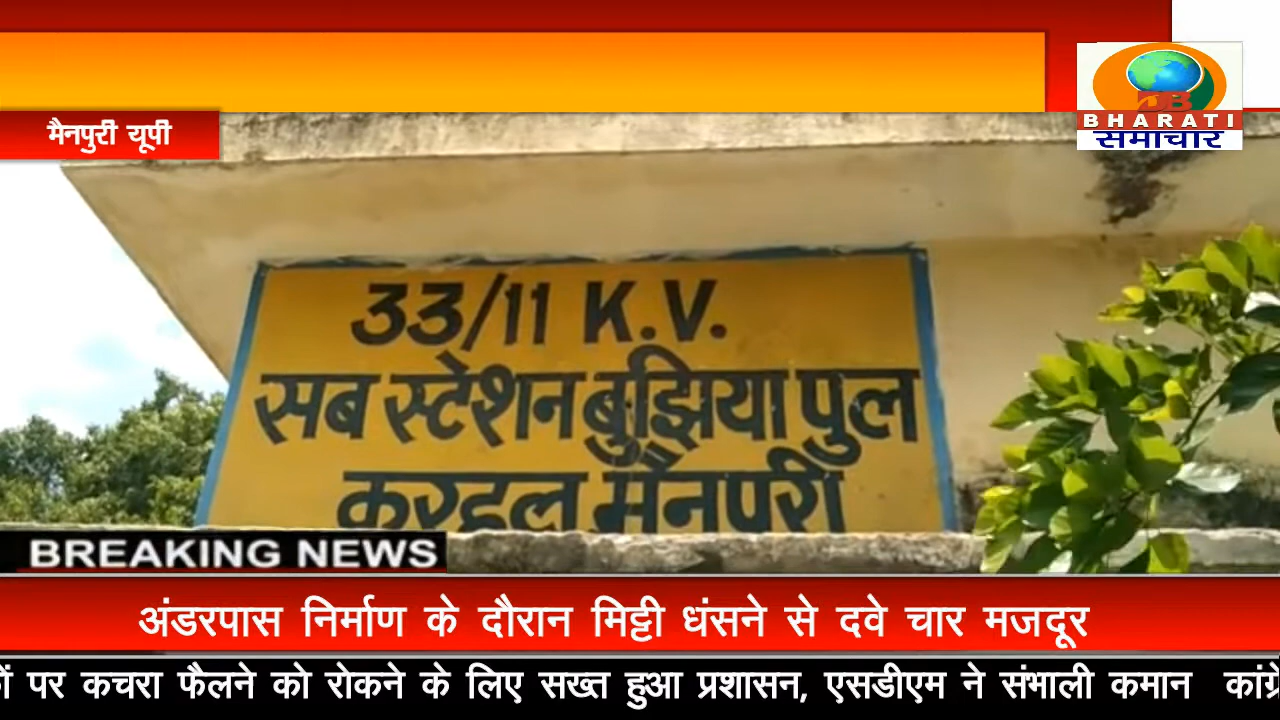 DB
BHARATI
समाचार
मैनपुरी यूपी
33/11 K.V.
सब स्टेशन बुझिया पुल
करहल मैनपुरी
BREAKING NEWS
अंडरपास निर्माण के दौरान मिट्टी धंसने से दवे चार मजदूर
पर कचरा फैलने को रोकने के लिए सख्त हुआ प्रशासन, एसडीएम ने संभाली कमान